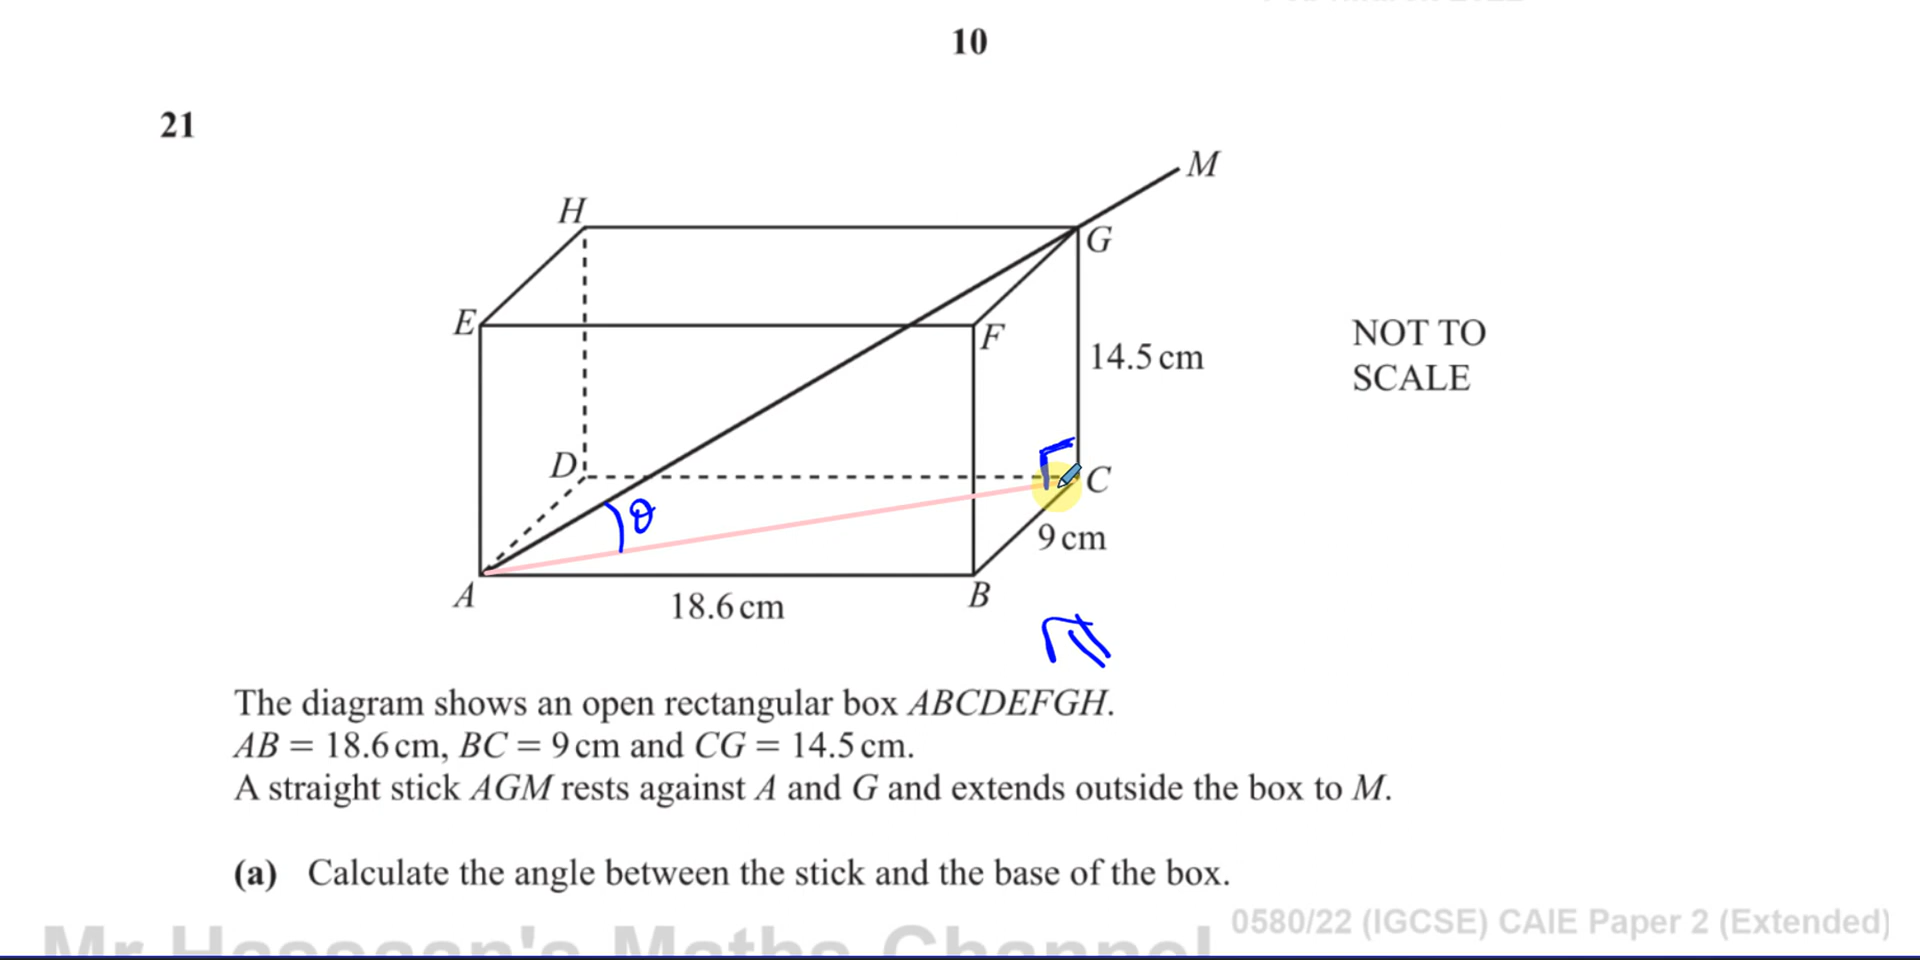 10
21
M
H
G
E
F
14.5 cm
NOT TO
SCALE
D
C
θ
9 cm
A
B
18.6 cm
The diagram shows an open rectangular box ABCDEFGH.
AB = 18.6 cm, BC = 9 cm and CG = 14.5 cm.
A straight stick AGM rests against A and G and extends outside the box to M.
(a) Calculate the angle between the stick and the base of the box.
0580/22 (IGCSE) CAIE Paper 2 (Extended)
Maths Channel